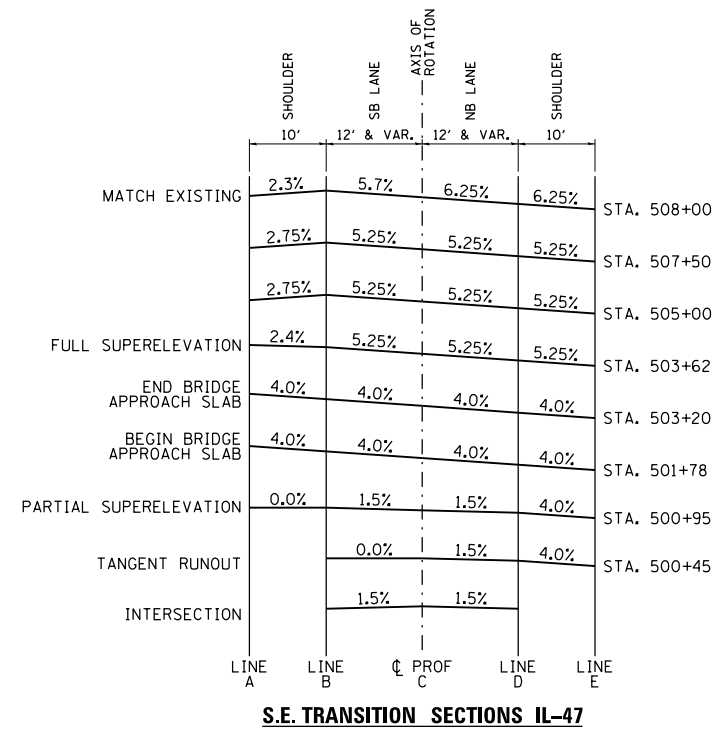 SHOULDER
SB LANE
AXIS OF
ROTATION
NB LANE
SHOULDER
10' 12' & VAR. 12' & VAR. 10'
MATCH EXISTING 2.3% 5.7% 6.25% 6.25% STA. 508+00
2.75% 5.25% 5.25% 5.25% STA. 507+50
2.75% 5.25% 5.25% 5.25% STA. 505+00
FULL SUPERELEVATION 2.4% 5.25% 5.25% 5.25% STA. 503+62
END BRIDGE
APPROACH SLAB 4.0% 4.0% 4.0% 4.0% STA. 503+20
BEGIN BRIDGE
APPROACH SLAB 4.0% 4.0% 4.0% 4.0% STA. 501+78
PARTIAL SUPERELEVATION 0.0% 1.5% 1.5% 4.0% STA. 500+95
TANGENT RUNOUT 0.0% 1.5% 4.0% STA. 500+45
INTERSECTION 1.5% 1.5%
LINE LINE ℄ PROF LINE LINE
A B C D E
S.E. TRANSITION SECTIONS IL-47